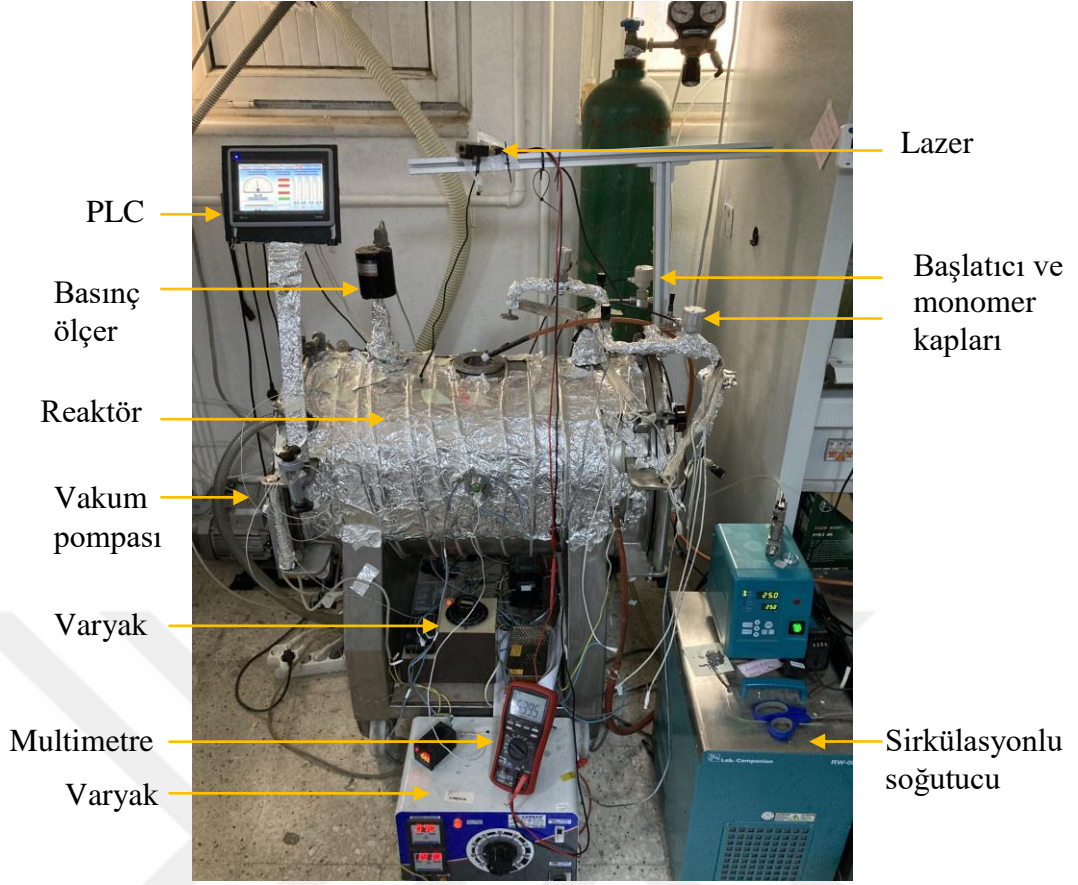 Lazer
PLC
Başlatıcı ve
monomer
kapları
Basınç
ölçer
Reaktör
Vakum
pompası
25.0
25.0
Varyak
Multimetre
Sirkülasyonlu
soğutucu
Lab. Companion
Varyak